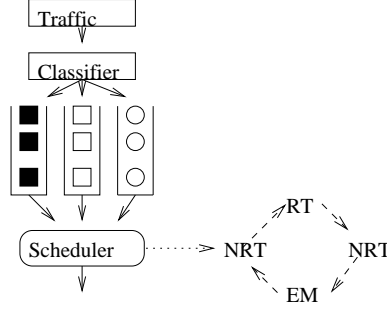 Traffic
Classifier
RT
Scheduler
NRT
NRT
EM